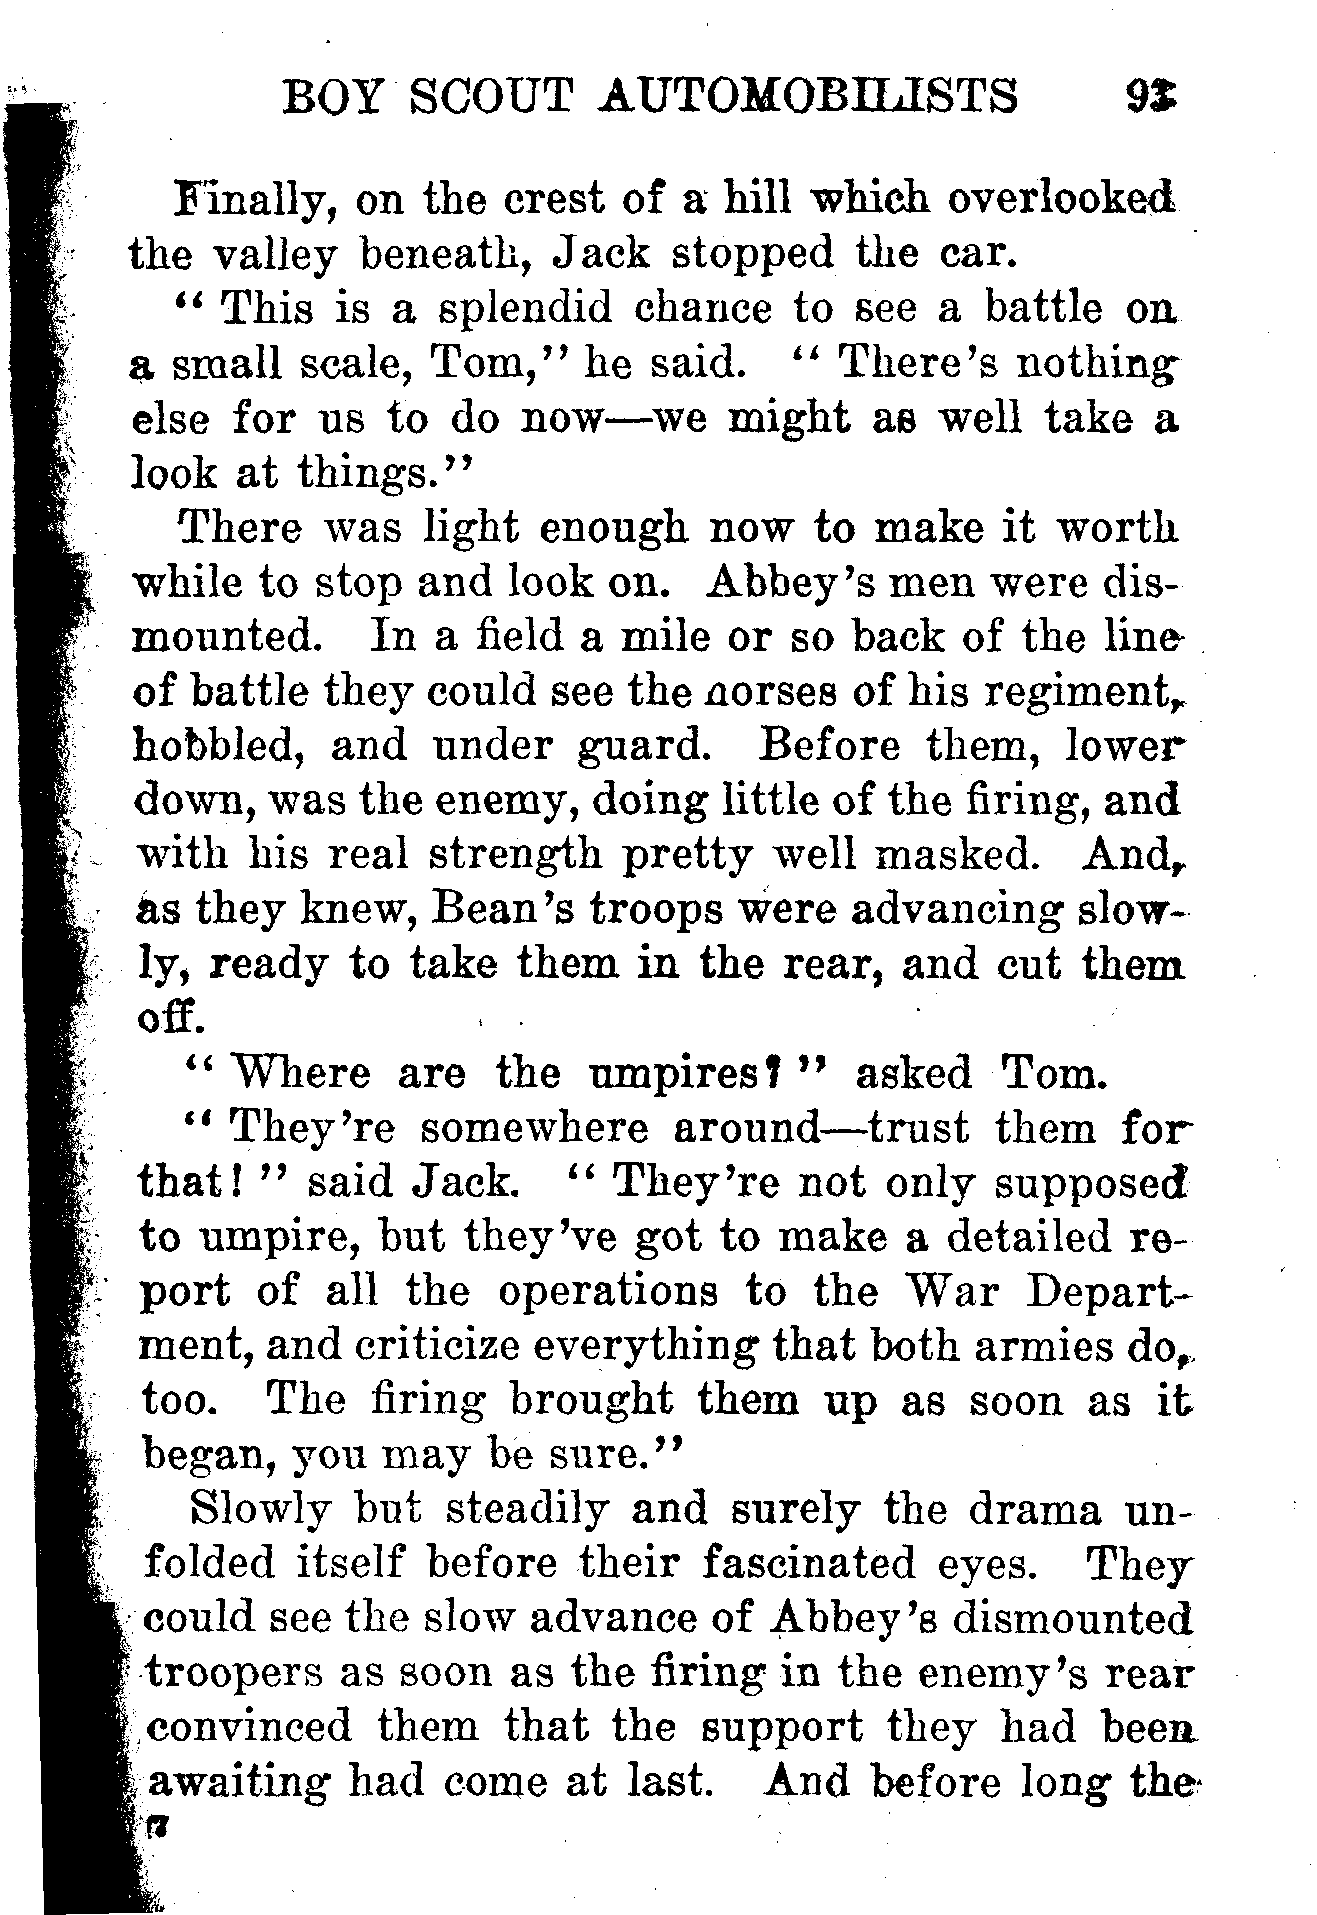 BOY SCOUT AUTOMOBILISTS 91
Finally, on the crest of a hill which overlooked
the valley beneath, Jack stopped the car.
“ This is a splendid chance to see a battle on
a small scale, Tom,” he said. “ There’s nothing
else for us to do now—we might as well take a
look at things.”
There was light enough now to make it worth
while to stop and look on. Abbey’s men were dis-
mounted. In a field a mile or so back of the line
of battle they could see the horses of his regiment,
hobbled, and under guard. Before them, lower
down, was the enemy, doing little of the firing, and
with his real strength pretty well masked. And,
as they knew, Bean’s troops were advancing slow-
ly, ready to take them in the rear, and cut them
off.
“ Where are the umpires? ” asked Tom.
“ They’re somewhere around—trust them for
that! ” said Jack. “ They’re not only supposed
to umpire, but they’ve got to make a detailed re-
port of all the operations to the War Depart-
ment, and criticize everything that both armies do,
too. The firing brought them up as soon as it
began, you may be sure.”
Slowly but steadily and surely the drama un-
folded itself before their fascinated eyes. They
could see the slow advance of Abbey’s dismounted
troopers as soon as the firing in the enemy’s rear
convinced them that the support they had been
awaiting had come at last. And before long the
7